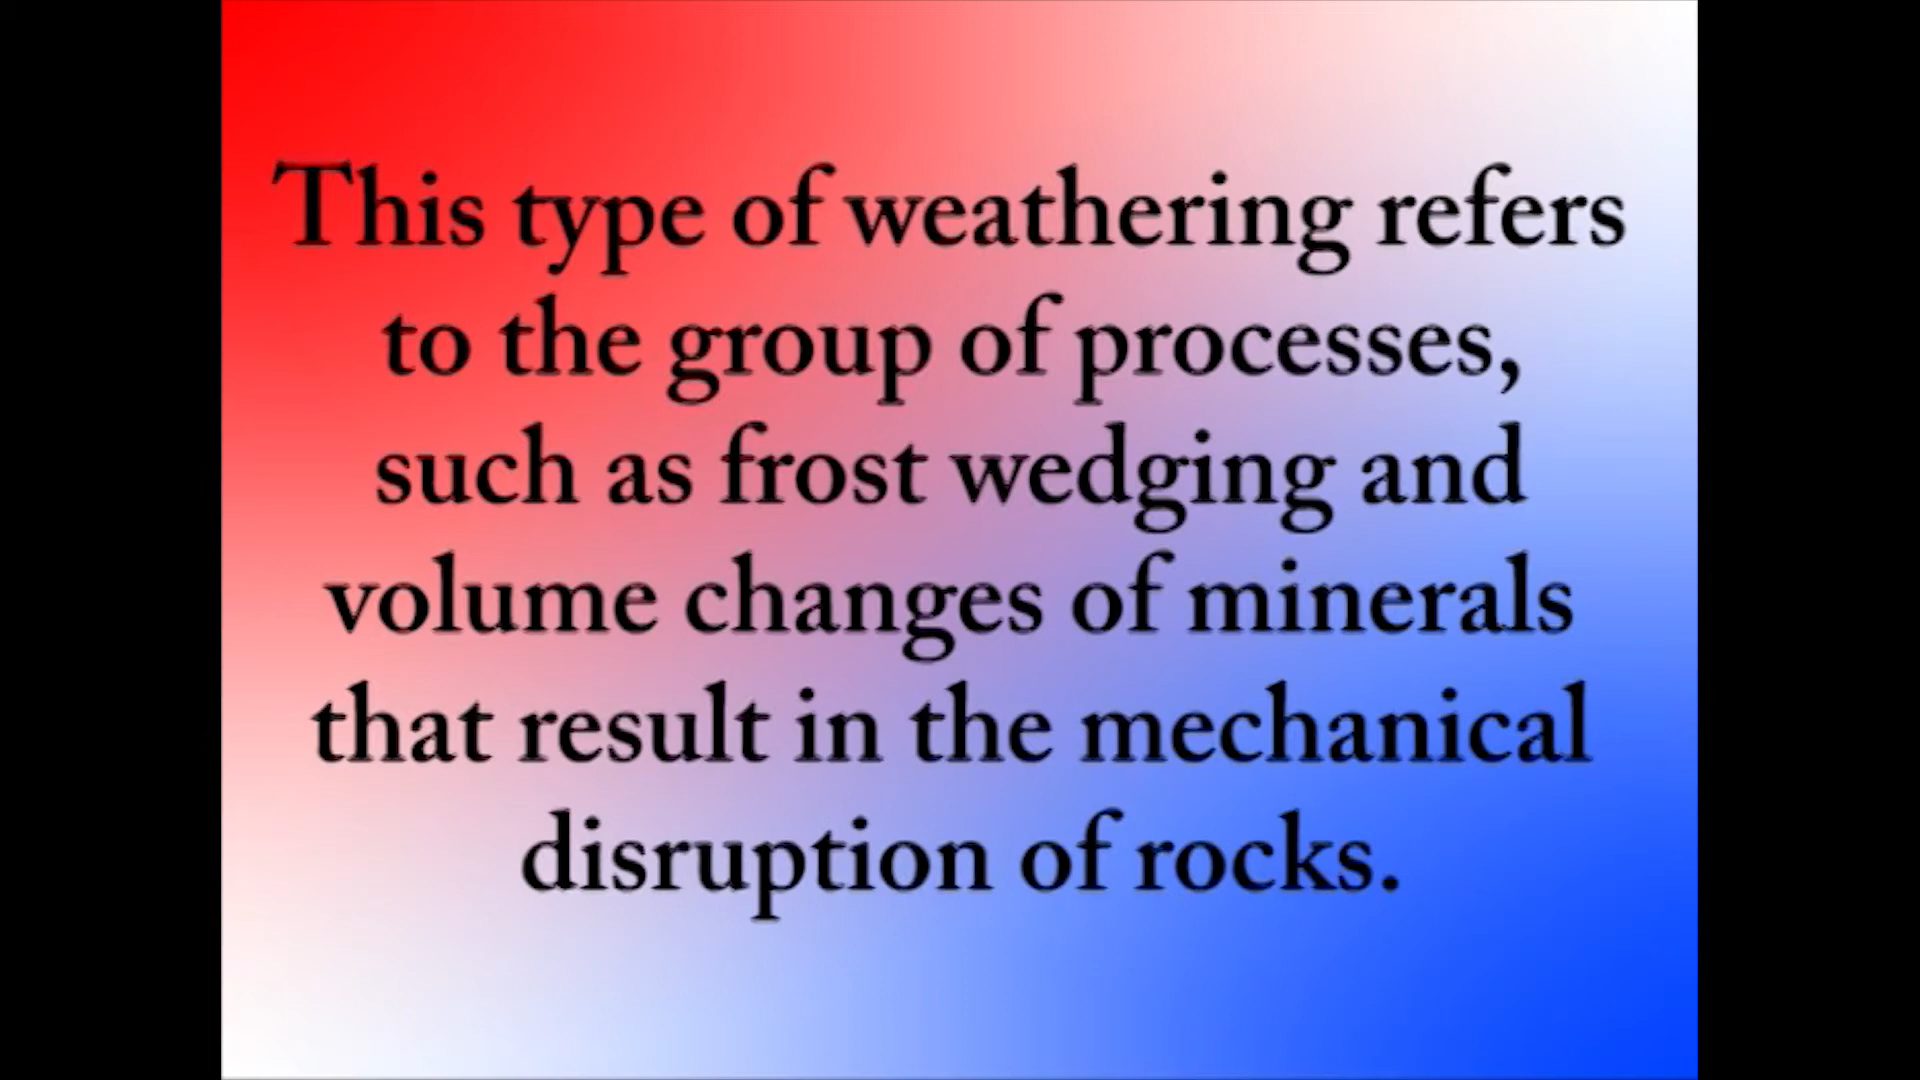 This type of weathering refers
to the group of processes,
such as frost wedging and
volume changes of minerals
that result in the mechanical
disruption of rocks.